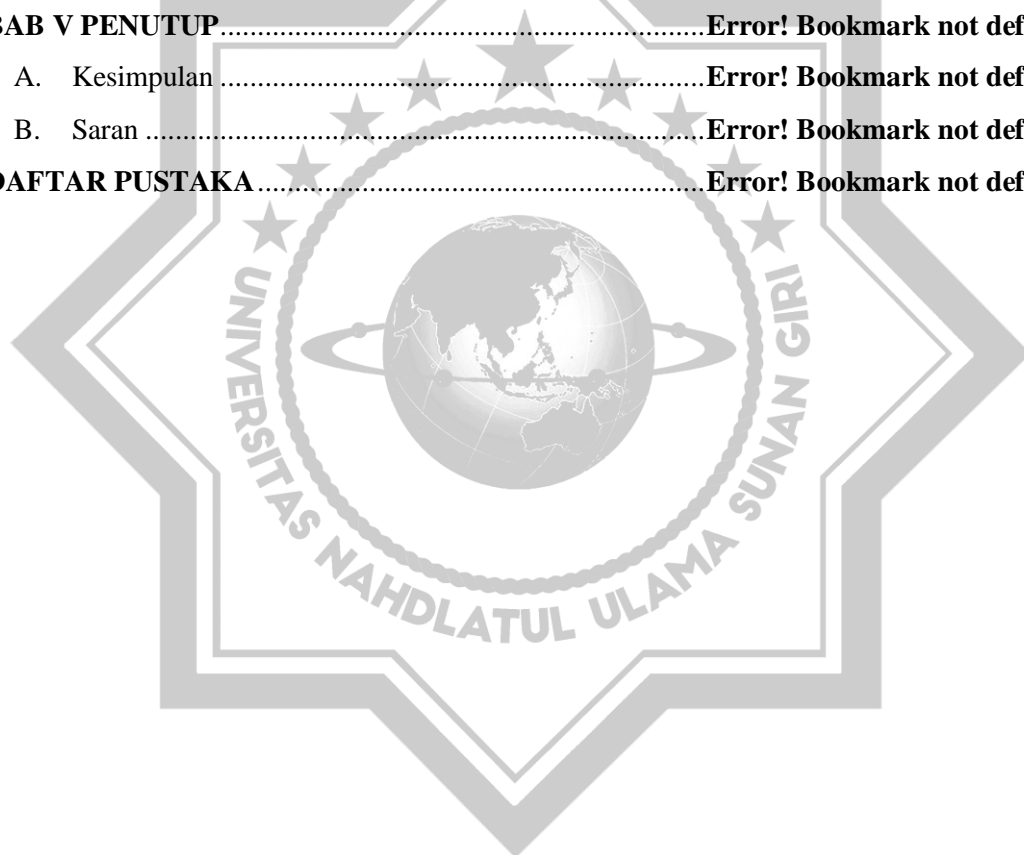 BAB V PENUTUP........................................................Error! Bookmark not def
A. Kesimpulan........................................................Error! Bookmark not def
B. Saran........................................................Error! Bookmark not def
DAFTAR PUSTAKA........................................................Error! Bookmark not def
UNIVERSITAS NAHDLATUL ULAMA SUNAN GIRI